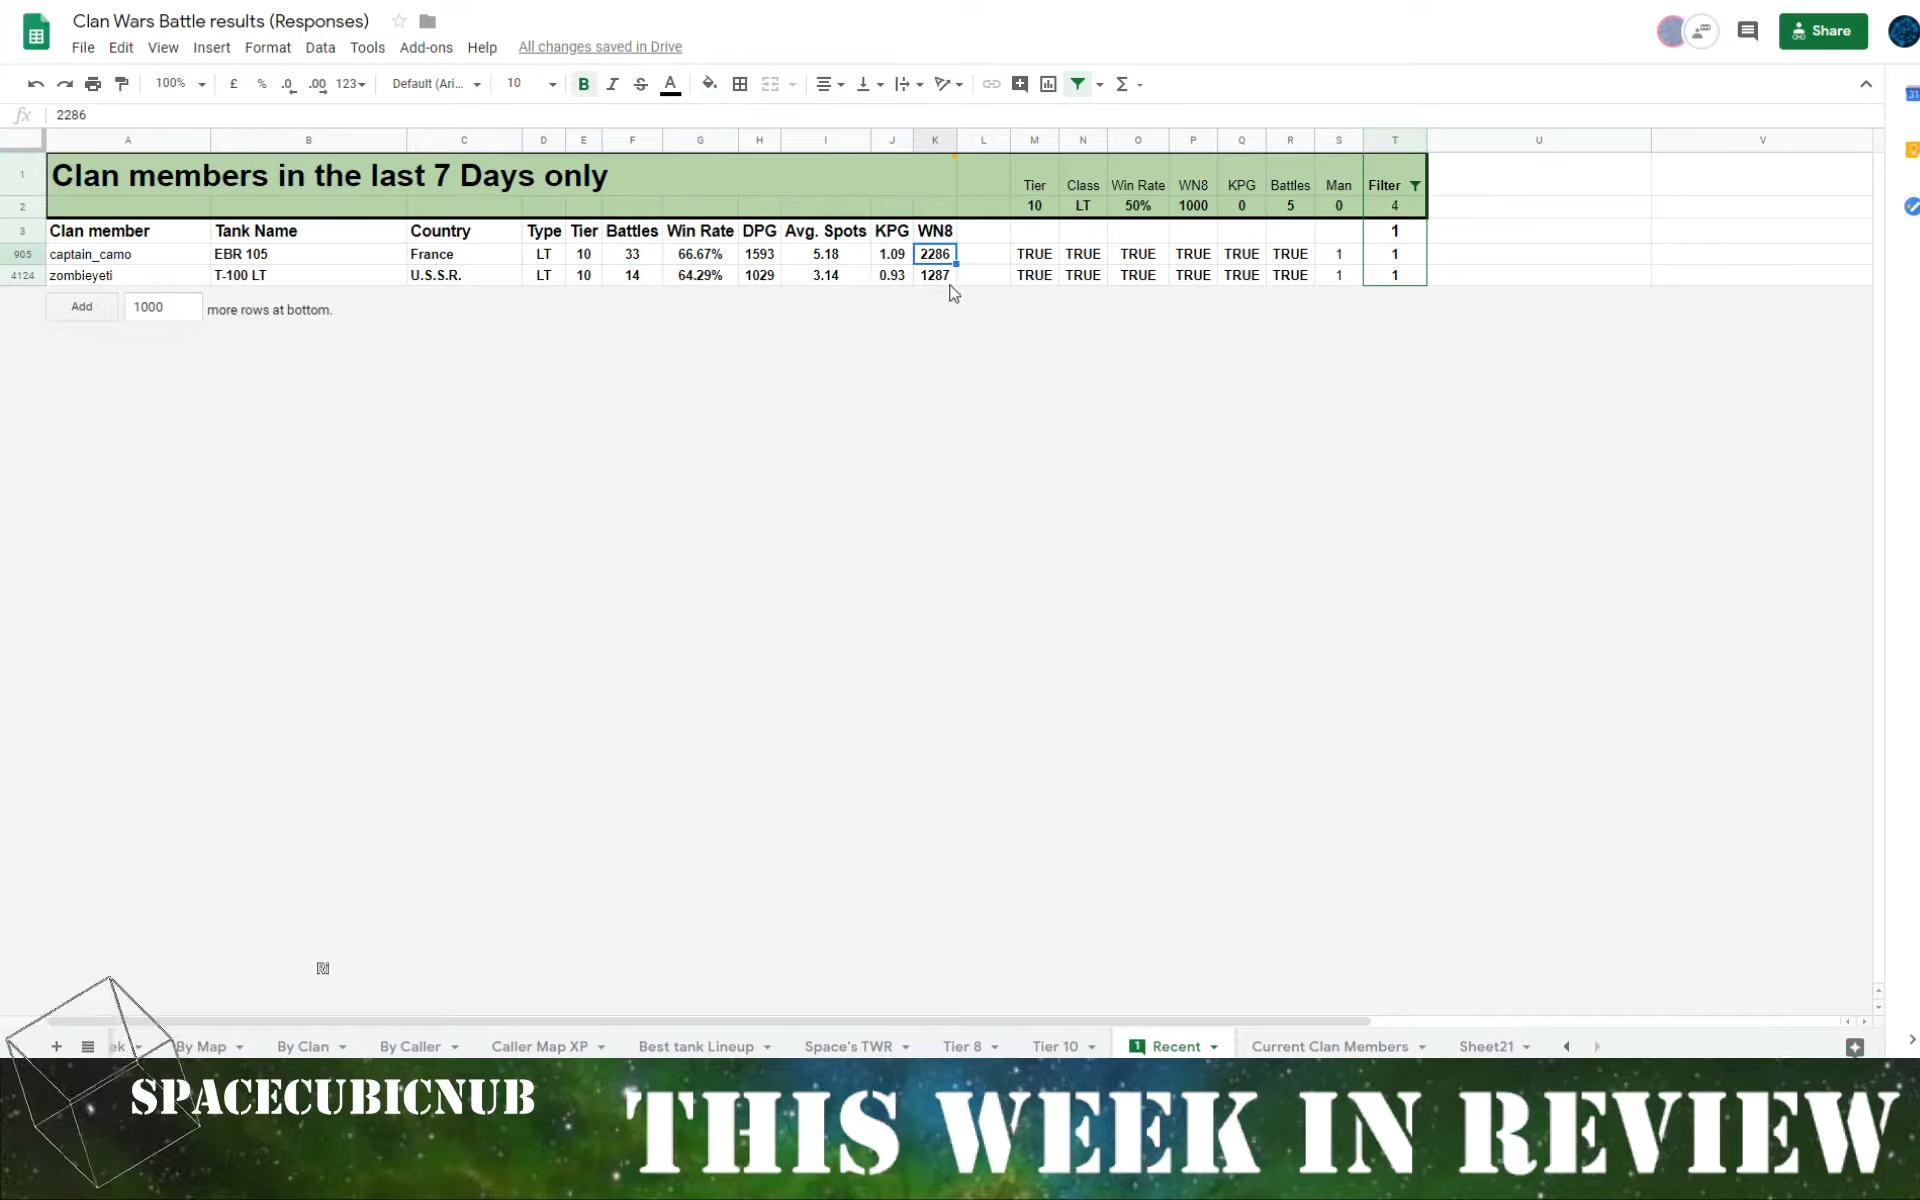 Clan Wars Battle results (Responses)
File Edit View Insert Format Data Tools Add-ons Help All changes saved in Drive
Share
100% £ % .0 .00 123 Default (Ari... 10 B I S A Σ
fx 2286
A B C D E F G H I J K L M N O P Q R S T U V
1 Clan members in the last 7 Days only Tier Class Win Rate WN8 KPG Battles Man Filter
2 10 LT 50% 1000 0 5 0 4
3 Clan member Tank Name Country Type Tier Battles Win Rate DPG Avg. Spots KPG WN8 1
905 captain_camo EBR 105 France LT 10 33 66.67% 1593 5.18 1.09 2286 TRUE TRUE TRUE TRUE TRUE TRUE 1 1
4124 zombieyeti T-100 LT U.S.S.R. LT 10 14 64.29% 1029 3.14 0.93 1287 TRUE TRUE TRUE TRUE TRUE TRUE 1 1
Add 1000 more rows at bottom.
By Map By Clan By Caller Caller Map XP Best tank Lineup Space's TWR Tier 8 Tier 10 1 Recent Current Clan Members Sheet21
SPACECUBICNUB
THIS WEEK IN REVIEW